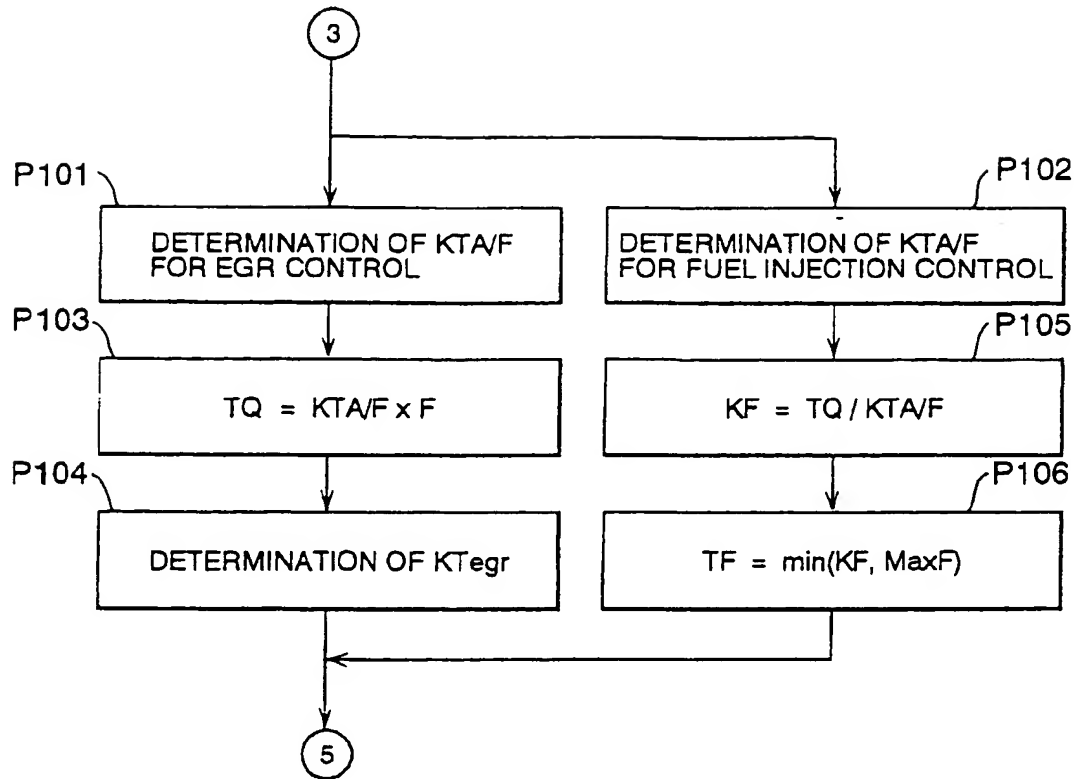 3
P101
P102
DETERMINATION OF KTA/F
FOR EGR CONTROL
DETERMINATION OF KTA/F
FOR FUEL INJECTION CONTROL
P103
P105
TQ = KTA/F x F
KF = TQ / KTA/F
P104
P106
DETERMINATION OF KTegr
TF = min(KF, MaxF)
5